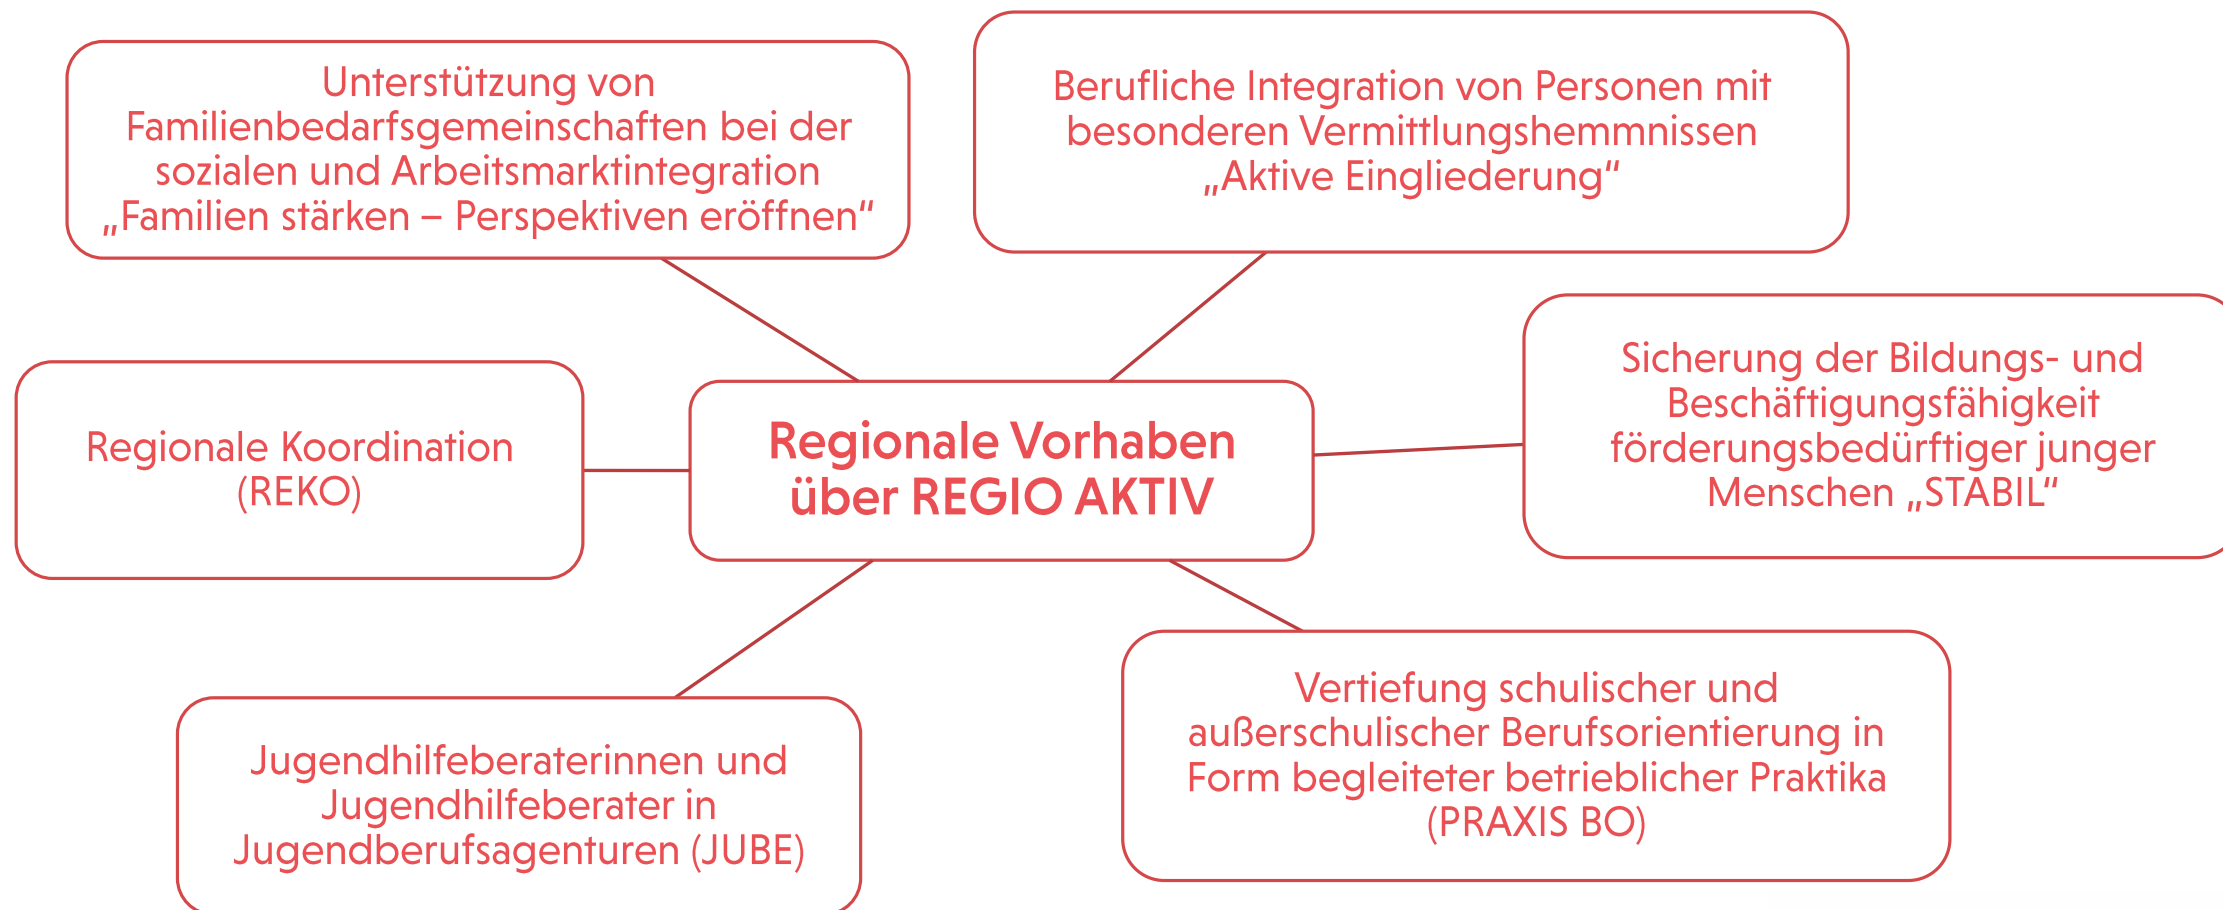 Unterstützung von
Familienbedarfsgemeinschaften bei der
sozialen und Arbeitsmarktintegration
„Familien stärken – Perspektiven eröffnen“
Berufliche Integration von Personen mit
besonderen Vermittlungshemmnissen
„Aktive Eingliederung“
Sicherung der Bildungs- und
Beschäftigungsfähigkeit
förderungsbedürftiger junger
Menschen „STABIL“
Regionale Koordination
(REKO)
Regionale Vorhaben
über REGIO AKTIV
Jugendhilfeberaterinnen und
Jugendhilfeberater in
Jugendberufsagenturen (JUBE)
Vertiefung schulischer und
außerschulischer Berufsorientierung in
Form begleiteter betrieblicher Praktika
(PRAXIS BO)